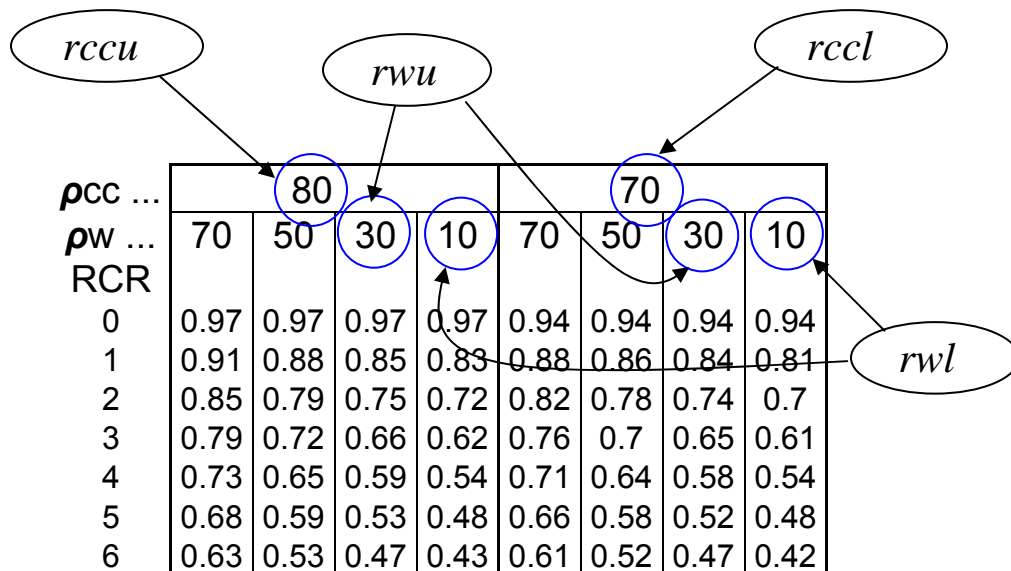 rccu
rwu
rccl
ρcc ... 80 70
ρw ... 70 50 30 10 70 50 30 10
RCR
0 0.97 0.97 0.97 0.97 0.94 0.94 0.94 0.94
1 0.91 0.88 0.85 0.83 0.88 0.86 0.84 0.81
rwl
2 0.85 0.79 0.75 0.72 0.82 0.78 0.74 0.7
3 0.79 0.72 0.66 0.62 0.76 0.7 0.65 0.61
4 0.73 0.65 0.59 0.54 0.71 0.64 0.58 0.54
5 0.68 0.59 0.53 0.48 0.66 0.58 0.52 0.48
6 0.63 0.53 0.47 0.43 0.61 0.52 0.47 0.42